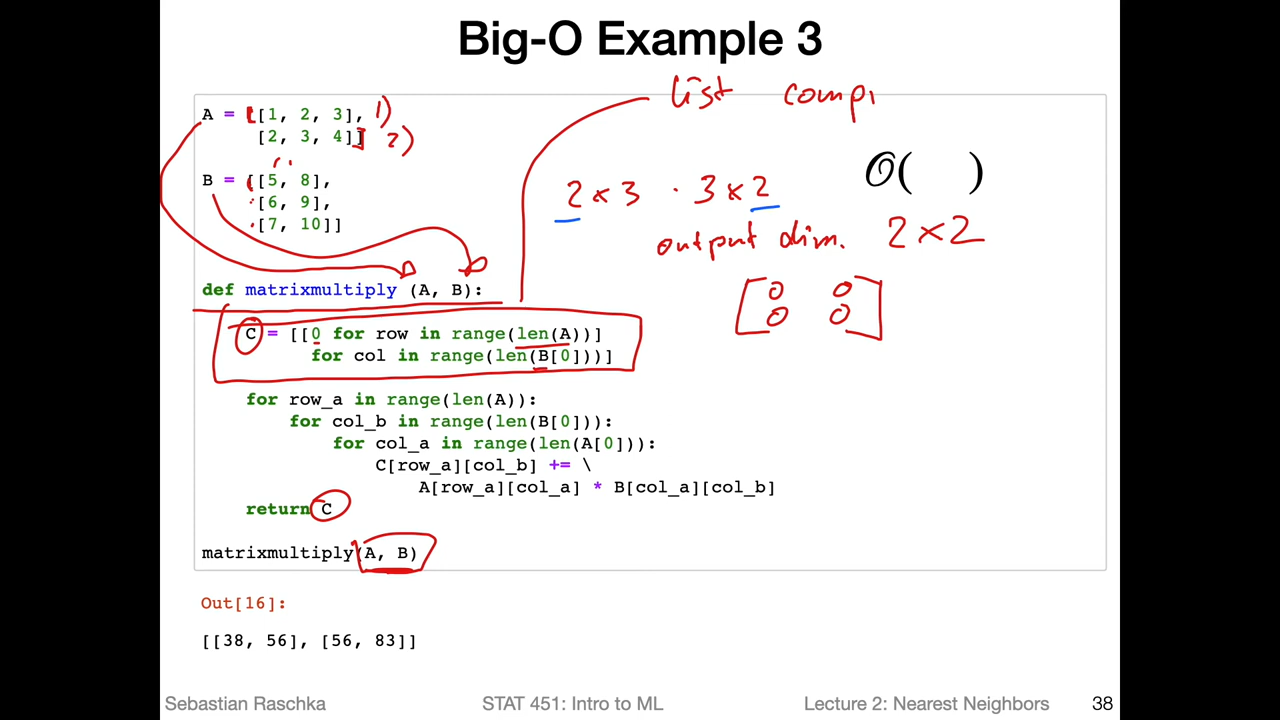 Big-O Example 3
list comp
A = [[1, 2, 3], 1)
[2, 3, 4]] 2)
B = [[5, 8],
[6, 9],
[7, 10]]
2 × 3 · 3 × 2
O( )
output dim. 2 × 2
[0 0
0 0]
def matrixmultiply (A, B):
C = [[0 for row in range(len(A))]
for col in range(len(B[0]))]
for row_a in range(len(A)):
for col_b in range(len(B[0])):
for col_a in range(len(A[0])):
C[row_a][col_b] += \
A[row_a][col_a] * B[col_a][col_b]
return C
matrixmultiply(A, B)
Out[16]:
[[38, 56], [56, 83]]
Sebastian Raschka
STAT 451: Intro to ML
Lecture 2: Nearest Neighbors
38